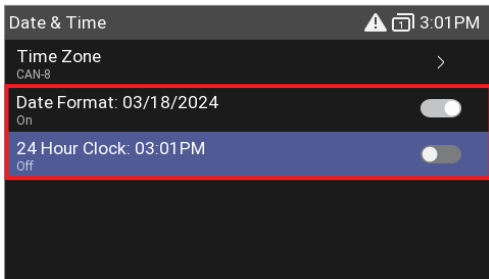 Date & Time 1 3:01PM
Time Zone
CAN-8
Date Format: 03/18/2024
On
24 Hour Clock: 03:01PM
Off